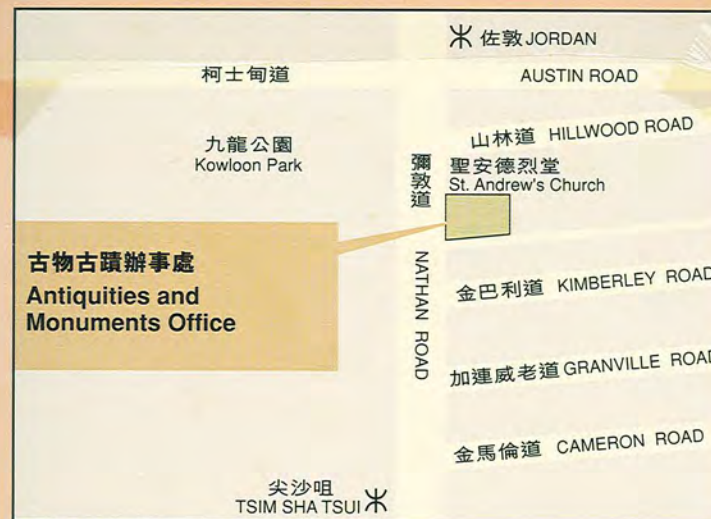 佐敦 JORDAN
柯士甸道
AUSTIN ROAD
山林道 HILLWOOD ROAD
九龍公園
Kowloon Park
彌敦道 NATHAN ROAD
聖安德烈堂
St. Andrew's Church
古物古蹟辦事處
Antiquities and
Monuments Office
金巴利道 KIMBERLEY ROAD
加連威老道 GRANVILLE ROAD
金馬倫道 CAMERON ROAD
尖沙咀
TSIM SHA TSUI